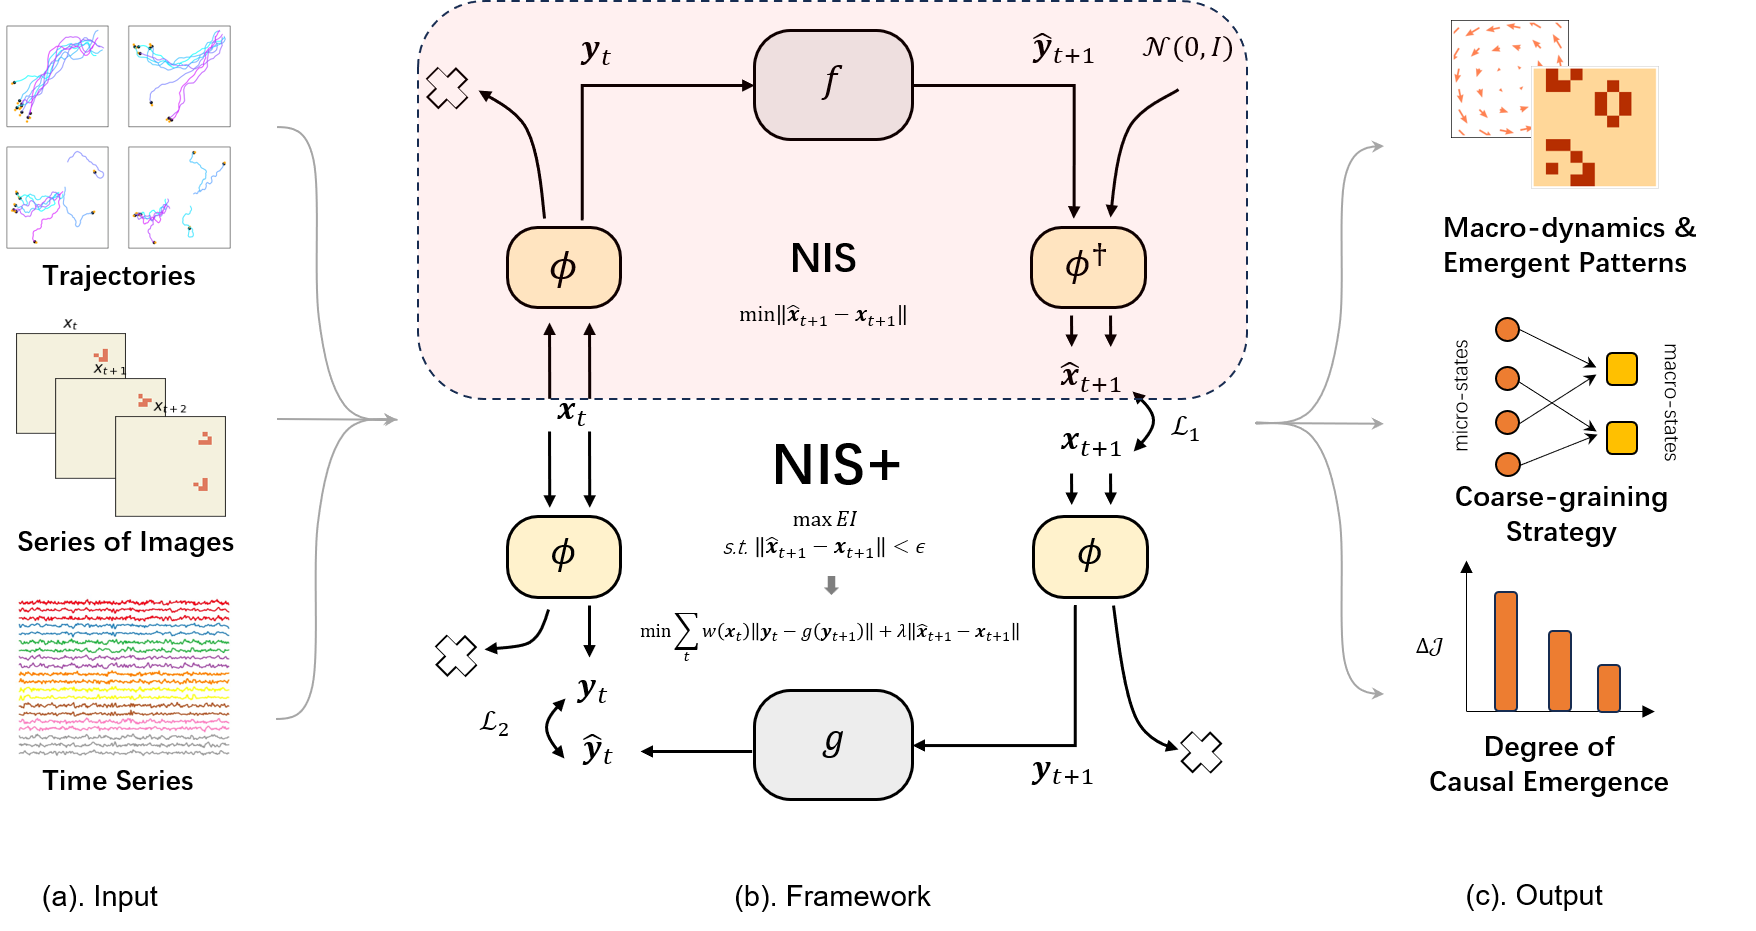 Trajectories
x_t
x_{t+1}
x_{t+2}
Series of Images
Time Series
(a). Input
y_t
f
ŷ_{t+1}
𝒩(0, I)
ϕ
NIS
ϕ†
min‖x̂_{t+1} − x_{t+1}‖
x̂_{t+1}
x_t
ℒ_1
x_{t+1}
NIS+
max EI
s.t. ‖x̂_{t+1} − x_{t+1}‖ < ϵ
ϕ
ϕ
min ∑_t w(x_t)‖y_t − g(y_{t+1})‖ + λ‖x̂_{t+1} − x_{t+1}‖
y_t
ℒ_2
ŷ_t
g
y_{t+1}
(b). Framework
Macro-dynamics &
Emergent Patterns
micro-states
macro-states
Coarse-graining
Strategy
Δ𝒥
Degree of
Causal Emergence
(c). Output